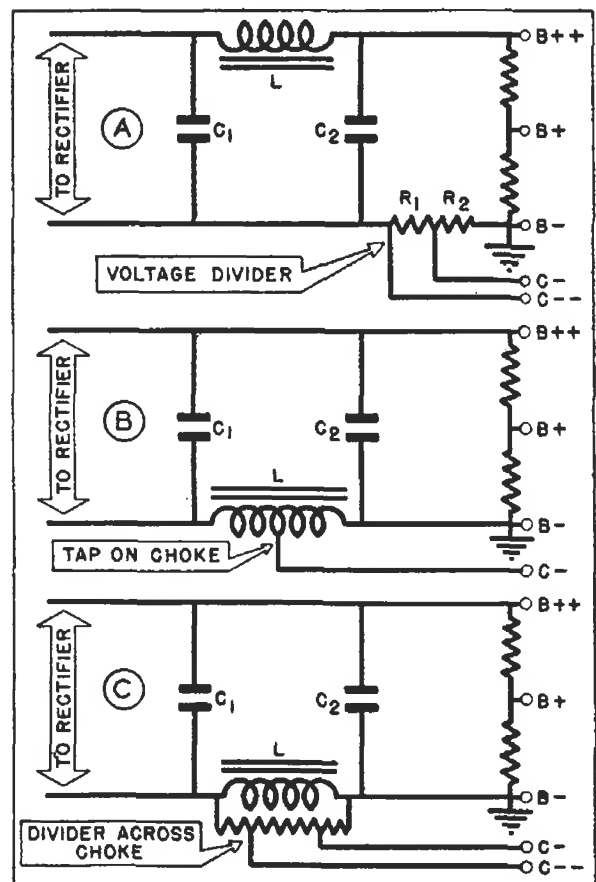 B++
L
TO RECTIFIER
A
C1
C2
B+
R1 R2
B-
VOLTAGE DIVIDER
C-
C--
B++
TO RECTIFIER
B
C1
C2
B+
L
B-
TAP ON CHOKE
C-
B++
TO RECTIFIER
C
C1
C2
B+
L
B-
DIVIDER ACROSS
CHOKE
C-
C--